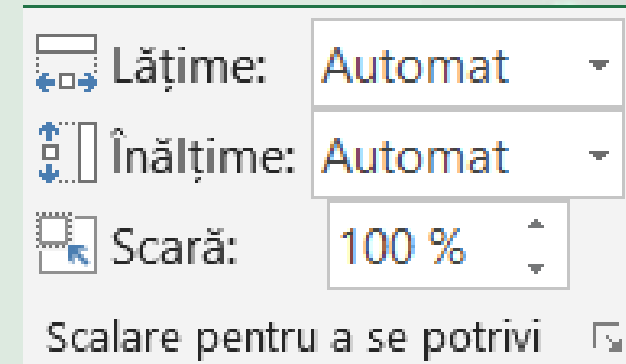 Lățime: Automat
Înălțime: Automat
Scară: 100 %
Scalare pentru a se potrivi